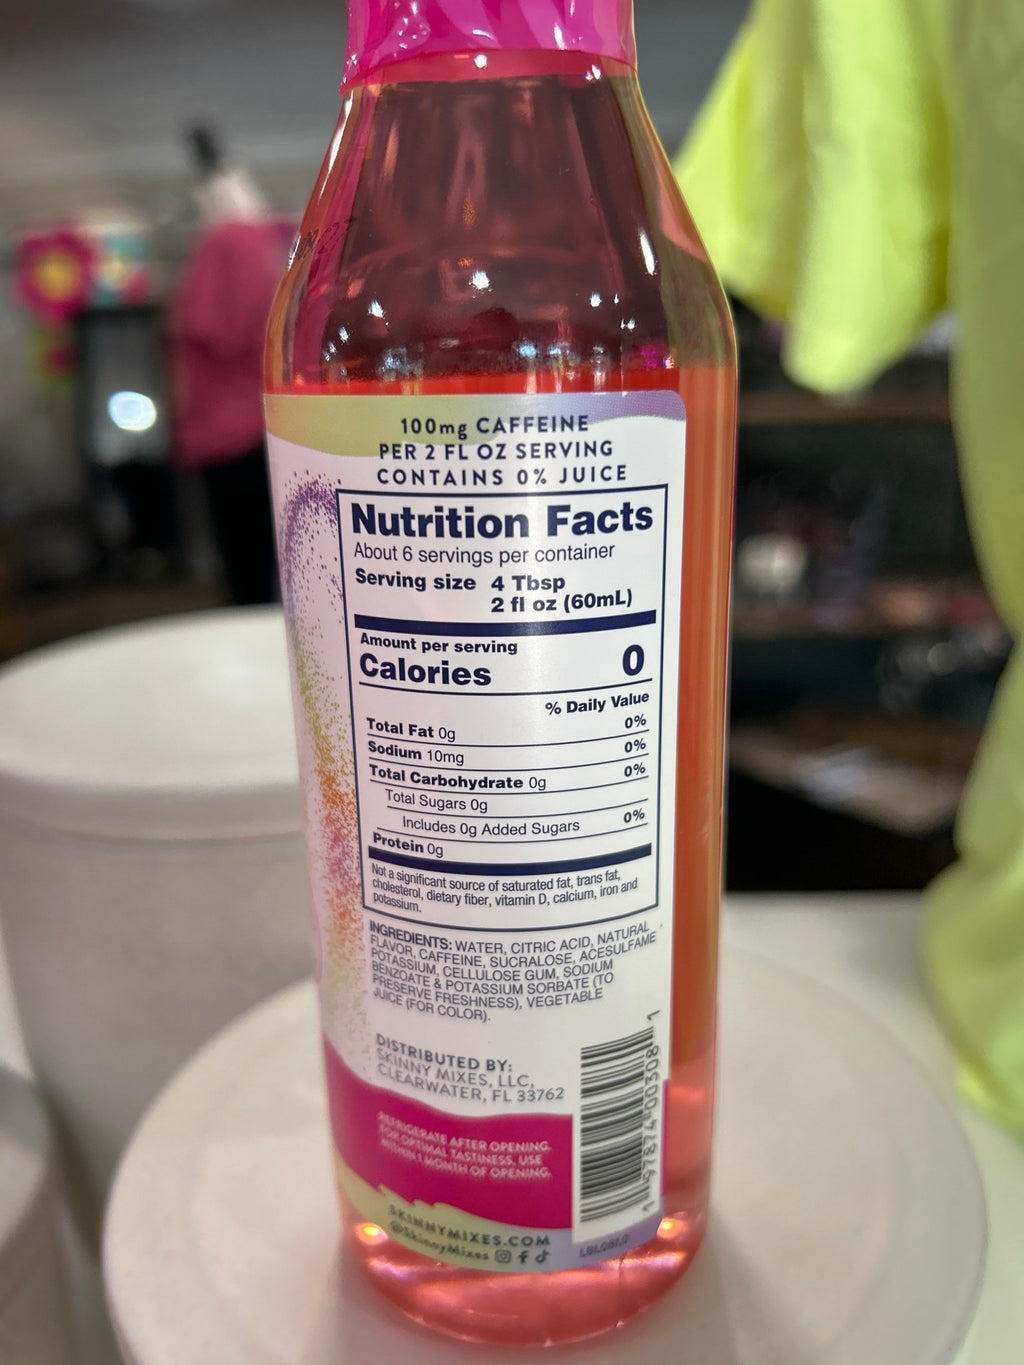 100mg CAFFEINE
PER 2 FL OZ SERVING
CONTAINS 0% JUICE
Nutrition Facts
About 6 servings per container
Serving size 4 Tbsp
2 fl oz (60mL)
Amount per serving
Calories 0
% Daily Value
Total Fat 0g 0%
Sodium 10mg 0%
Total Carbohydrate 0g 0%
Total Sugars 0g
Includes 0g Added Sugars 0%
Protein 0g
Not a significant source of saturated fat, trans fat,
cholesterol, dietary fiber, vitamin D, calcium, iron and
potassium.
INGREDIENTS: WATER, CITRIC ACID, NATURAL
FLAVOR, CAFFEINE, SUCRALOSE, ACESULFAME
POTASSIUM, CELLULOSE GUM, SODIUM
BENZOATE & POTASSIUM SORBATE (TO
PRESERVE FRESHNESS), VEGETABLE
JUICE (FOR COLOR).
DISTRIBUTED BY:
SKINNY MIXES, LLC,
CLEARWATER, FL 33762
REFRIGERATE AFTER OPENING.
FOR OPTIMAL TASTINESS, USE
WITHIN 1 MONTH OF OPENING.
SKINNYMIXES.COM
@SkinnyMixes
1 97874 00308 1